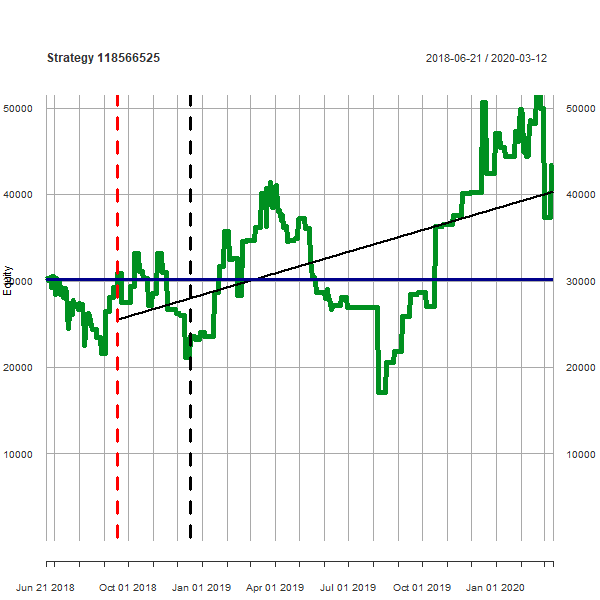 Strategy 118566525
2018-06-21 / 2020-03-12
50000
50000
40000
40000
Equity
30000
30000
20000
20000
10000
10000
Jun 21 2018
Oct 01 2018
Jan 01 2019
Apr 01 2019
Jul 01 2019
Oct 01 2019
Jan 01 2020